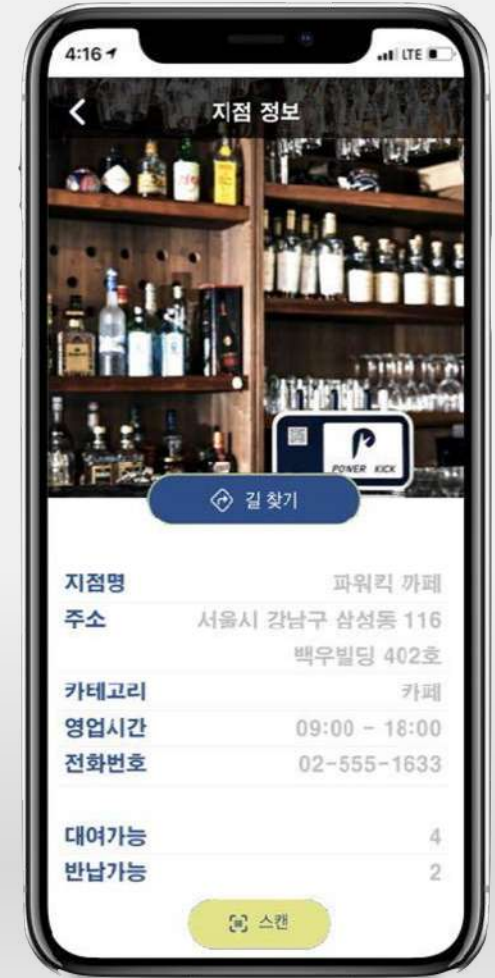 4:16
LTE
지점 정보
POWER KICK
길 찾기
지점명 파워킥 까페
주소 서울시 강남구 삼성동 116
백우빌딩 402호
카테고리 카페
영업시간 09:00 - 18:00
전화번호 02-555-1633
대여가능 4
반납가능 2
스캔